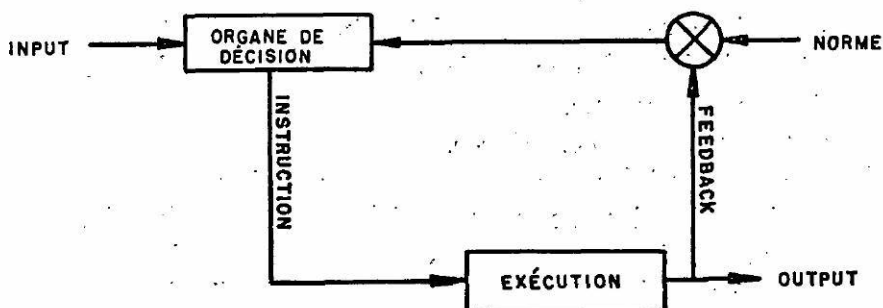 INPUT
ORGANE DE
DÉCISION
NORME
INSTRUCTION
FEEDBACK
EXÉCUTION
OUTPUT